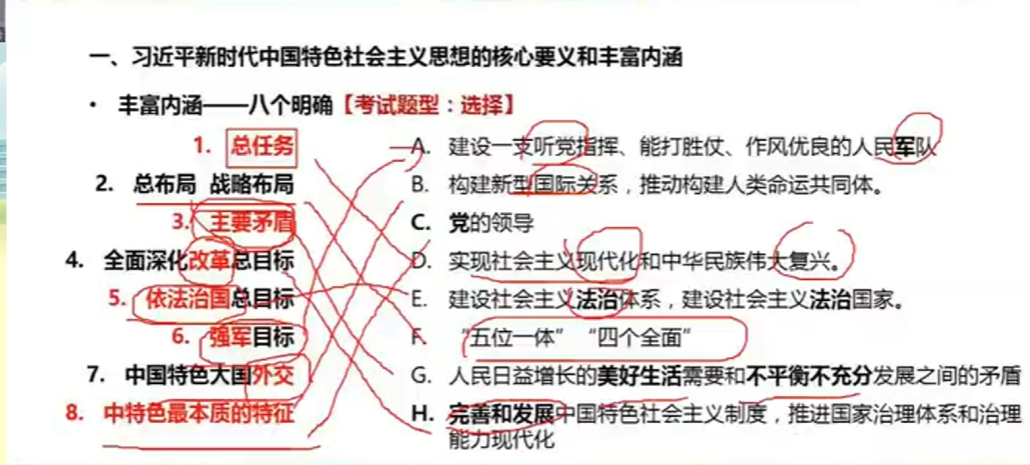 一、习近平新时代中国特色社会主义思想的核心要义和丰富内涵
• 丰富内涵——八个明确【考试题型：选择】
1. 总任务
A. 建设一支听党指挥、能打胜仗、作风优良的人民军队
2. 总布局 战略布局
B. 构建新型国际关系，推动构建人类命运共同体。
3. 主要矛盾
C. 党的领导
4. 全面深化改革总目标
D. 实现社会主义现代化和中华民族伟大复兴。
5. 依法治国总目标
E. 建设社会主义法治体系，建设社会主义法治国家。
6. 强军目标
F. “五位一体” “四个全面”
7. 中国特色大国外交
G. 人民日益增长的美好生活需要和不平衡不充分发展之间的矛盾
8. 中特色最本质的特征
H. 完善和发展中国特色社会主义制度，推进国家治理体系和治理
能力现代化